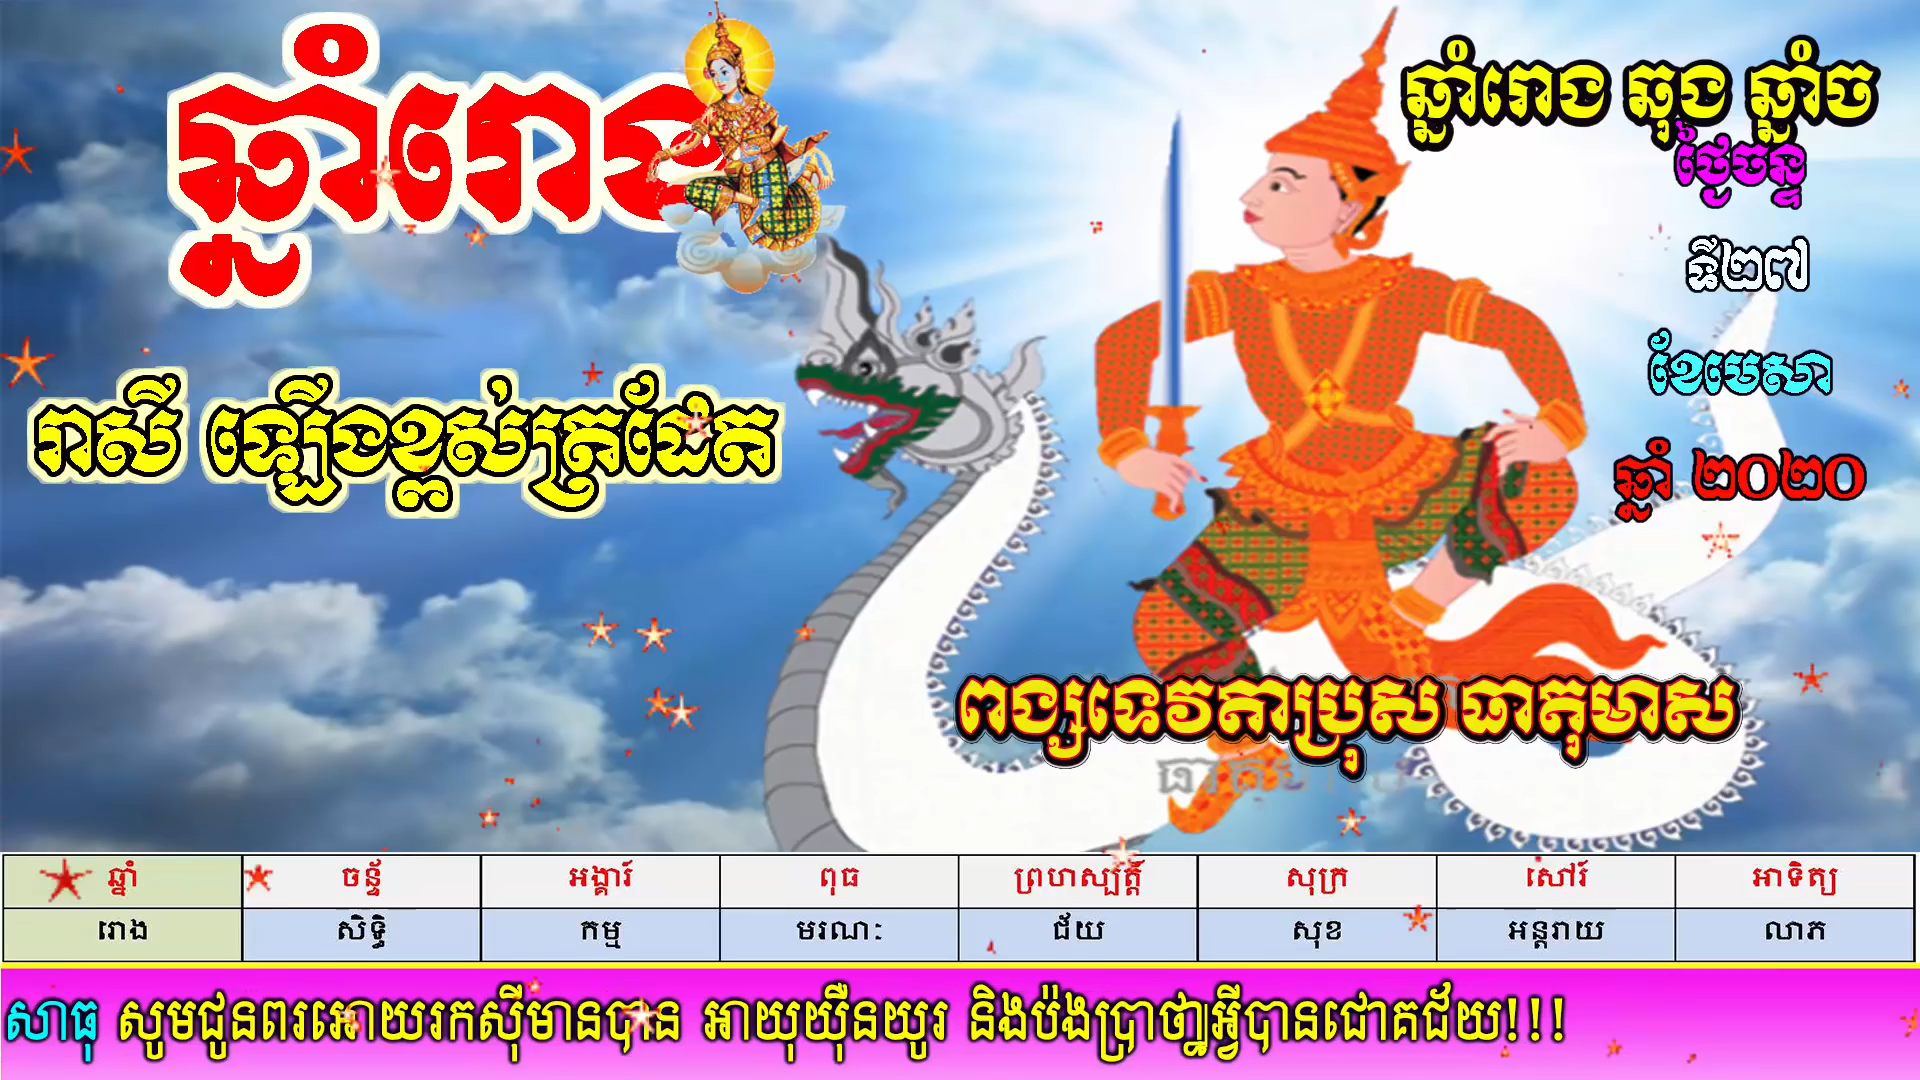 ឆ្នាំរោង
ឆ្នាំរោង ឆុង ឆ្នាំច
ថ្ងៃចន្ទ
ទី២៧
ខែមេសា
ឆ្នាំ ២០២០
រាសី ឡើងខ្ពស់ត្រដែត
ពង្សទេវតាប្រុស ធាតុមាស
ឆ្នាំ ចន្ទ័ អង្គារ៍ ពុធ ព្រហស្បត្តិ៍ សុក្រ សៅរ៍ អាទិត្យ
រោង សិទ្ធិ កម្ម មរណៈ ជ័យ សុខ អន្តរាយ លាភ
សាធុ សូមជូនពរអោយរកស៊ីមានបាន អាយុយ៉ឺនយូរ និងប៉ងប្រាថ្នាអ្វីបានជោគជ័យ!!!